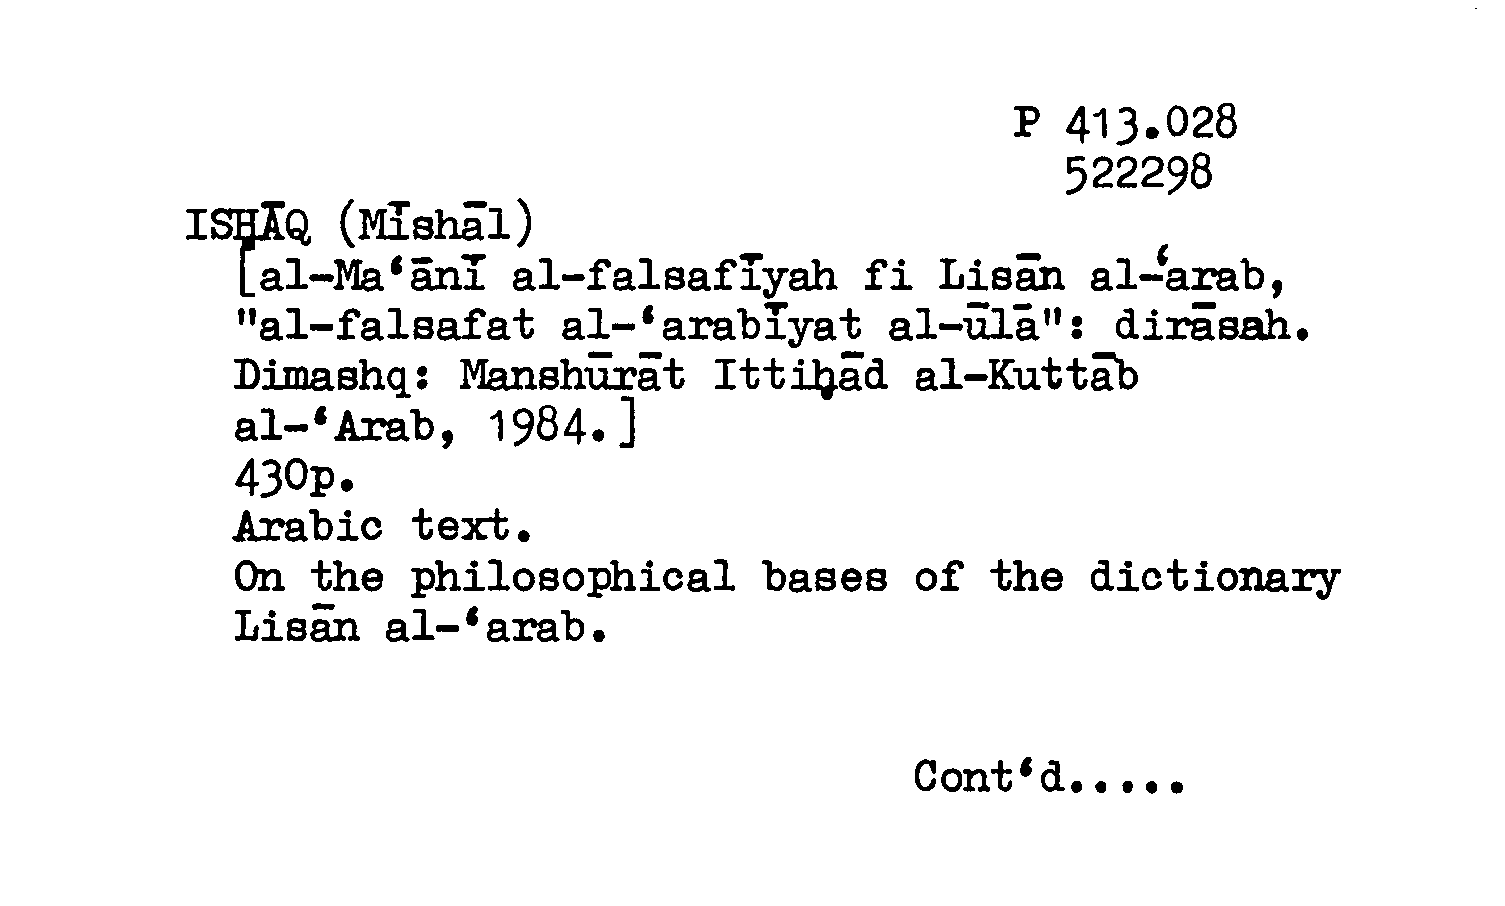 P 413.028
522298
ISḤĀQ (Mīshāl)
[al-Ma‘ānī al-falsafīyah fi Lisān al-‘arab,
"al-falsafat al-‘arabīyat al-ūlā": dirāsah.
Dimashq: Manshūrāt Ittiḥād al-Kuttāb
al-‘Arab, 1984.]
430p.
Arabic text.
On the philosophical bases of the dictionary
Lisān al-‘arab.
Cont‘d.....